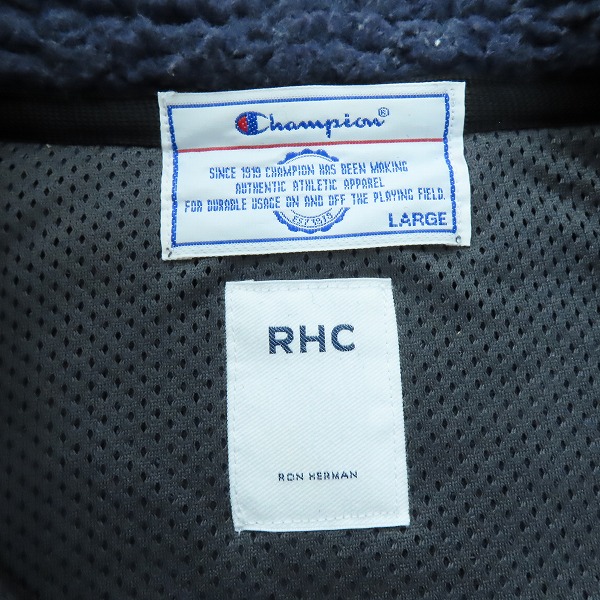 Champion®
SINCE 1919 CHAMPION HAS BEEN MAKING
AUTHENTIC ATHLETIC APPAREL
FOR DURABLE USAGE ON AND OFF THE PLAYING FIELD.
EST 1919
LARGE
RHC
RON HERMAN